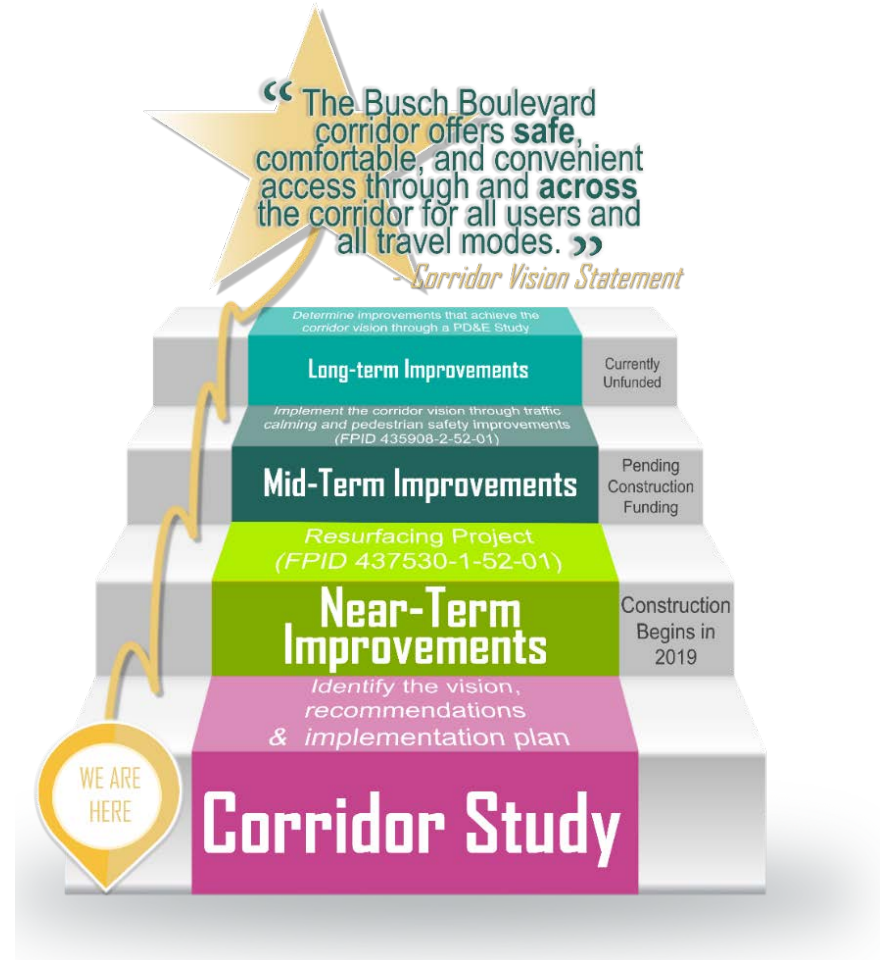 “ The Busch Boulevard
corridor offers safe,
comfortable, and convenient
access through and across
the corridor for all users and
all travel modes. ”
- Corridor Vision Statement
Determine improvements that achieve the
corridor vision through a PD&E Study
Long-term Improvements
Currently
Unfunded
Implement the corridor vision through traffic
calming and pedestrian safety improvements
(FPID 435908-2-52-01)
Mid-Term Improvements
Pending
Construction
Funding
Resurfacing Project
(FPID 437530-1-52-01)
Near-Term
Improvements
Construction
Begins in
2019
Identify the vision,
recommendations
& implementation plan
WE ARE
HERE
Corridor Study